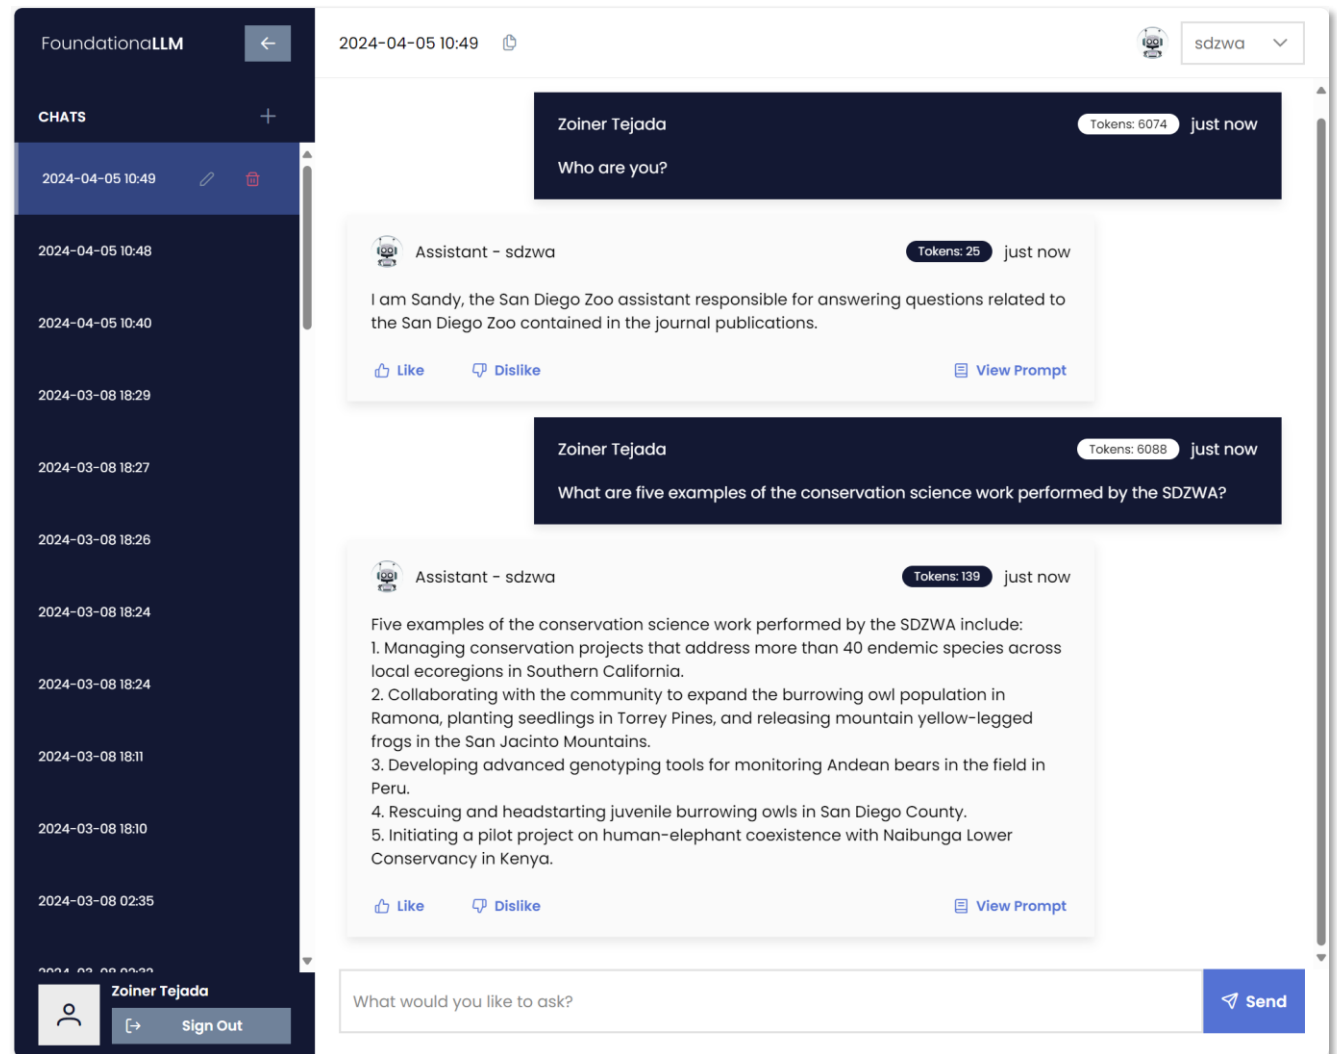 FoundationaLLM
CHATS
2024-04-05 10:49
2024-04-05 10:48
2024-04-05 10:40
2024-03-08 18:29
2024-03-08 18:27
2024-03-08 18:26
2024-03-08 18:24
2024-03-08 18:24
2024-03-08 18:11
2024-03-08 18:10
2024-03-08 02:35
Zoiner Tejada
Sign Out
2024-04-05 10:49
sdzwa
Zoiner Tejada Tokens: 6074 just now
Who are you?
Assistant - sdzwa Tokens: 25 just now
I am Sandy, the San Diego Zoo assistant responsible for answering questions related to
the San Diego Zoo contained in the journal publications.
Like Dislike View Prompt
Zoiner Tejada Tokens: 6088 just now
What are five examples of the conservation science work performed by the SDZWA?
Assistant - sdzwa Tokens: 139 just now
Five examples of the conservation science work performed by the SDZWA include:
1. Managing conservation projects that address more than 40 endemic species across
local ecoregions in Southern California.
2. Collaborating with the community to expand the burrowing owl population in
Ramona, planting seedlings in Torrey Pines, and releasing mountain yellow-legged
frogs in the San Jacinto Mountains.
3. Developing advanced genotyping tools for monitoring Andean bears in the field in
Peru.
4. Rescuing and headstarting juvenile burrowing owls in San Diego County.
5. Initiating a pilot project on human-elephant coexistence with Naibunga Lower
Conservancy in Kenya.
Like Dislike View Prompt
What would you like to ask?
Send